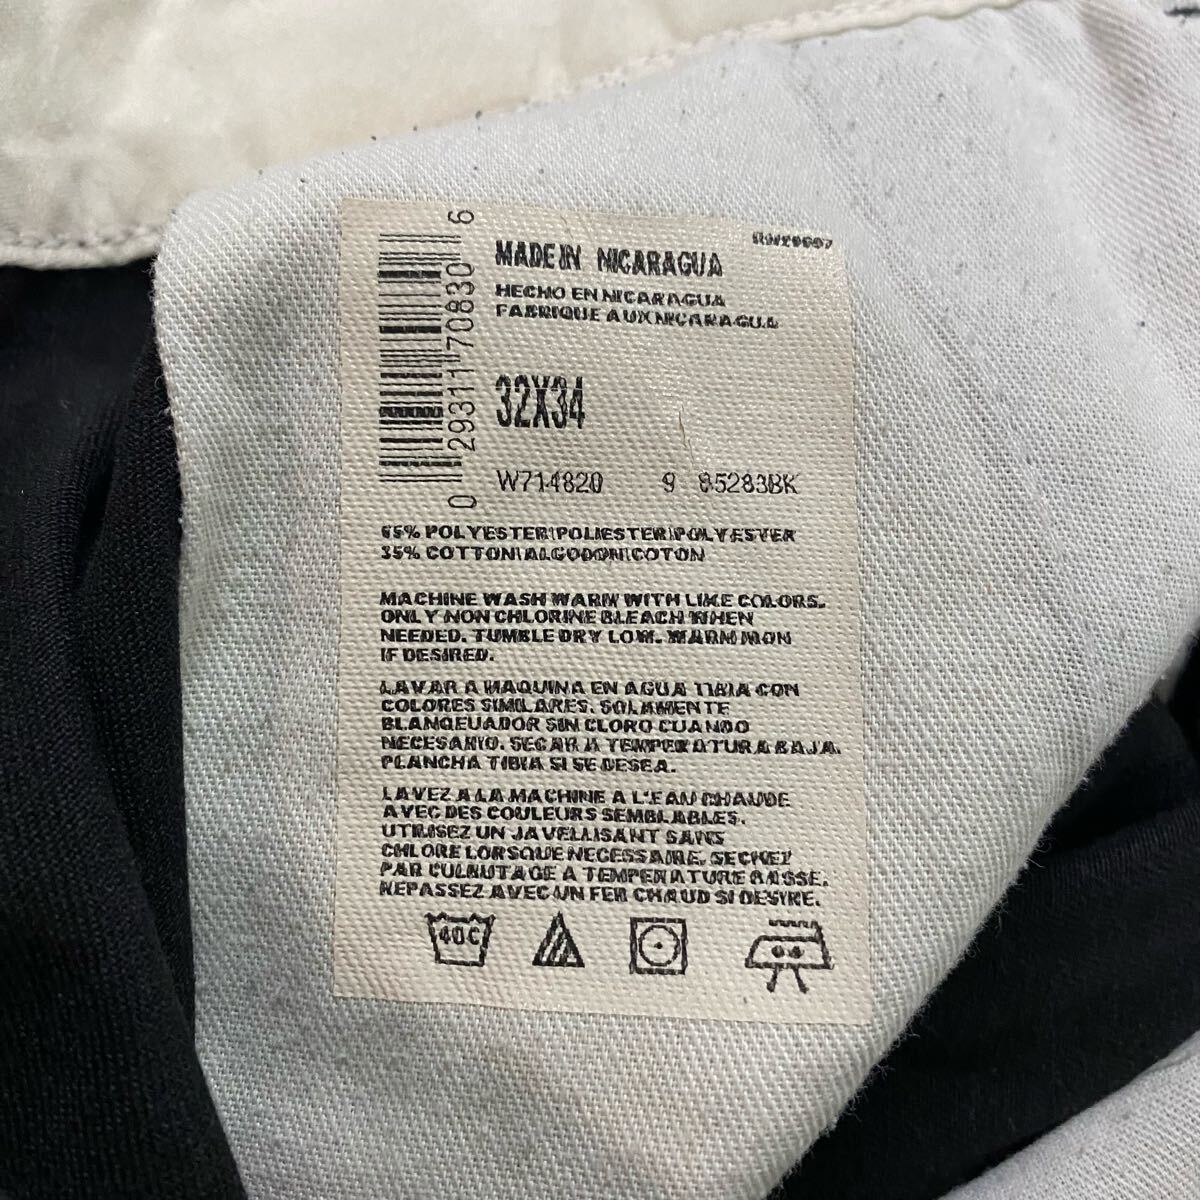 MADE IN NICARAGUA
HECHO EN NICARAGUA
FABRIQUE AUX NICARAGUA
0 29311 70830 6
32X34
W714820 9 85283BK
65% POLYESTER\POLIESTER\POLYESTER
35% COTTON\ALGODON\COTON
MACHINE WASH WARM WITH LIKE COLORS.
ONLY NON CHLORINE BLEACH WHEN
NEEDED. TUMBLE DRY LOW. WARM IRON
IF DESIRED.
LAVAR A MAQUINA EN AGUA TIBIA CON
COLORES SIMILARES. SOLAMENTE
BLANQEUADOR SIN CLORO CUANDO
NECESARIO. SECAR A TEMPERATURA BAJA.
PLANCHA TIBIA SI SE DESEA.
LAVEZ A LA MACHINE A L'EAU CHAUDE
AVEC DES COULEURS SEMBLABLES.
UTILISEZ UN JAVELLISANT SANS
CHLORE LORSQUE NECESSAIRE. SECHEZ
PAR CULBUTAGE A TEMPERATURE BASSE.
REPASSEZ AVEC UN FER CHAUD SI DESIRE.
40C